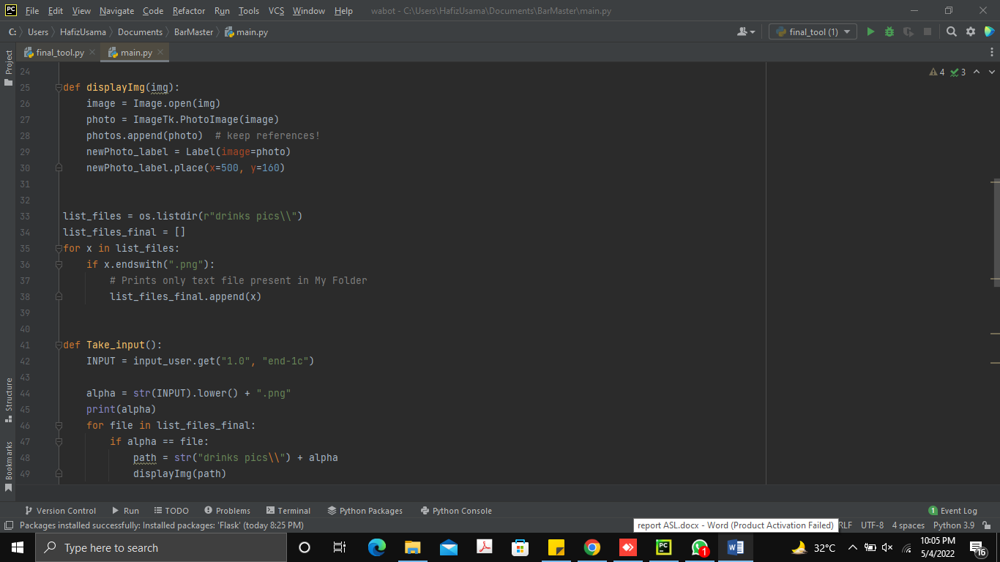 File Edit View Navigate Code Refactor Run Tools VCS Window Help wabot - C:\Users\HafizUsama\Documents\BarMaster\main.py
C: Users HafizUsama Documents BarMaster main.py final_tool (1)
final_tool.py main.py
Project
4 3
24
25 def displayImg(img):
26 image = Image.open(img)
27 photo = ImageTk.PhotoImage(image)
28 photos.append(photo)  # keep references!
29 newPhoto_label = Label(image=photo)
30 newPhoto_label.place(x=500, y=160)
31
32
33 list_files = os.listdir(r"drinks pics\\")
34 list_files_final = []
35 for x in list_files:
36 if x.endswith(".png"):
37 # Prints only text file present in My Folder
38 list_files_final.append(x)
39
40
41 def Take_input():
42 INPUT = input_user.get("1.0", "end-1c")
43
44 alpha = str(INPUT).lower() + ".png"
45 print(alpha)
46 for file in list_files_final:
47 if alpha == file:
48 path = str("drinks pics\\") + alpha
49 displayImg(path)
Structure
Bookmarks
Version Control Run TODO Problems Terminal Python Packages Python Console 1 Event Log
Packages installed successfully: Installed packages: 'Flask' (today 8:25 PM) report ASL.docx - Word (Product Activation Failed) RLF UTF-8 4 spaces Python 3.9
Type here to search 1 32°C 10:05 PM
5/4/2022 16